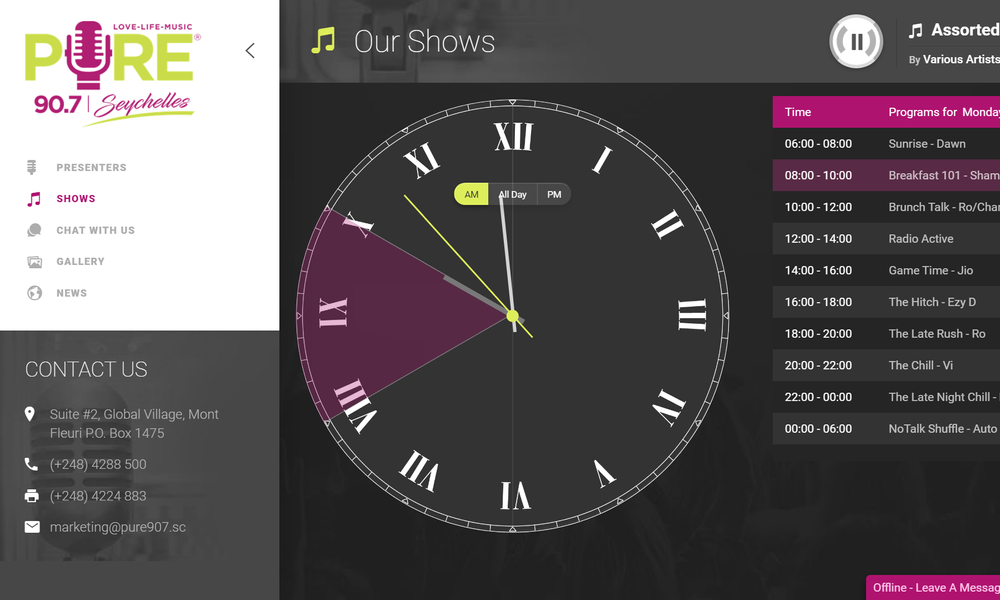 LOVE-LIFE-MUSIC
PURE®
90.7 | Seychelles
PRESENTERS
SHOWS
CHAT WITH US
GALLERY
NEWS
CONTACT US
Suite #2, Global Village, Mont
Fleuri P.O. Box 1475
(+248) 4288 500
(+248) 4224 883
marketing@pure907.sc
Our Shows
Assorted
By Various Artists
XII
I
II
III
IV
V
VI
VII
VIII
XI
X
XI
AM All Day PM
Time Programs for Monday
06:00 - 08:00 Sunrise - Dawn
08:00 - 10:00 Breakfast 101 - Sham
10:00 - 12:00 Brunch Talk - Ro/Char
12:00 - 14:00 Radio Active
14:00 - 16:00 Game Time - Jio
16:00 - 18:00 The Hitch - Ezy D
18:00 - 20:00 The Late Rush - Ro
20:00 - 22:00 The Chill - Vi
22:00 - 00:00 The Late Night Chill -
00:00 - 06:00 NoTalk Shuffle - Auto
Offline - Leave A Messag